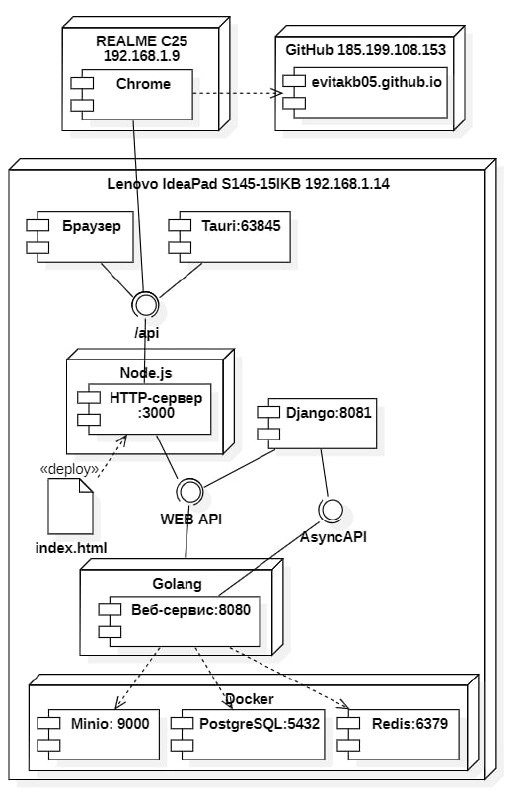 REALME C25
192.168.1.9
Chrome
GitHub 185.199.108.153
evitakb05.github.io
Lenovo IdeaPad S145-15IKB 192.168.1.14
Браузер
Tauri:63845
/api
Node.js
HTTP-сервер
:3000
Django:8081
«deploy»
index.html
WEB API
AsyncAPI
Golang
Веб-сервис:8080
Docker
Minio: 9000
PostgreSQL:5432
Redis:6379